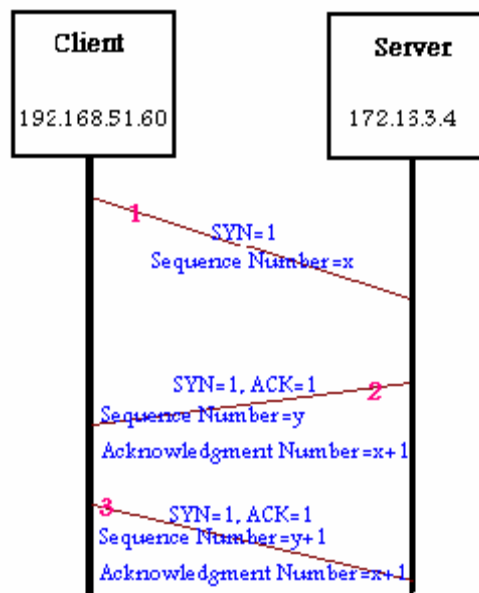 Client
Server
192.168.51.60
172.16.3.4
1
SYN=1
Sequence Number=x
SYN=1, ACK=1
2
Sequence Number=y
Acknowledgment Number=x+1
3
SYN=1, ACK=1
Sequence Number=y+1
Acknowledgment Number=x+1